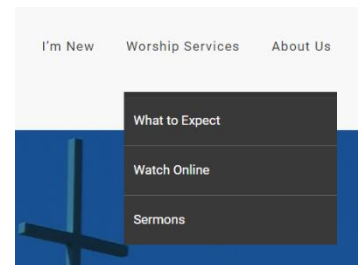 I'm New Worship Services About Us
What to Expect
Watch Online
Sermons